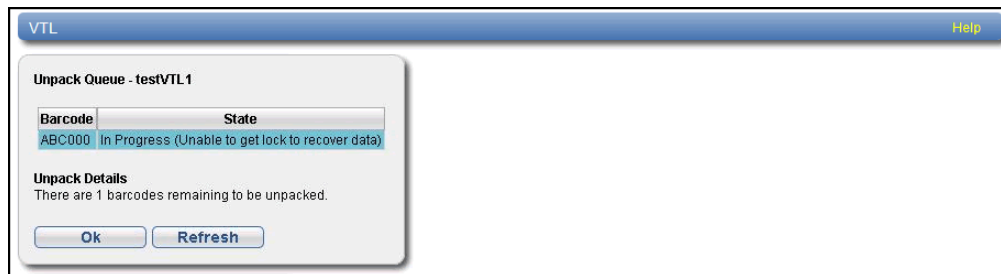 VTL Help
Unpack Queue - testVTL1
Barcode State
ABC000 In Progress (Unable to get lock to recover data)
Unpack Details
There are 1 barcodes remaining to be unpacked.
Ok Refresh